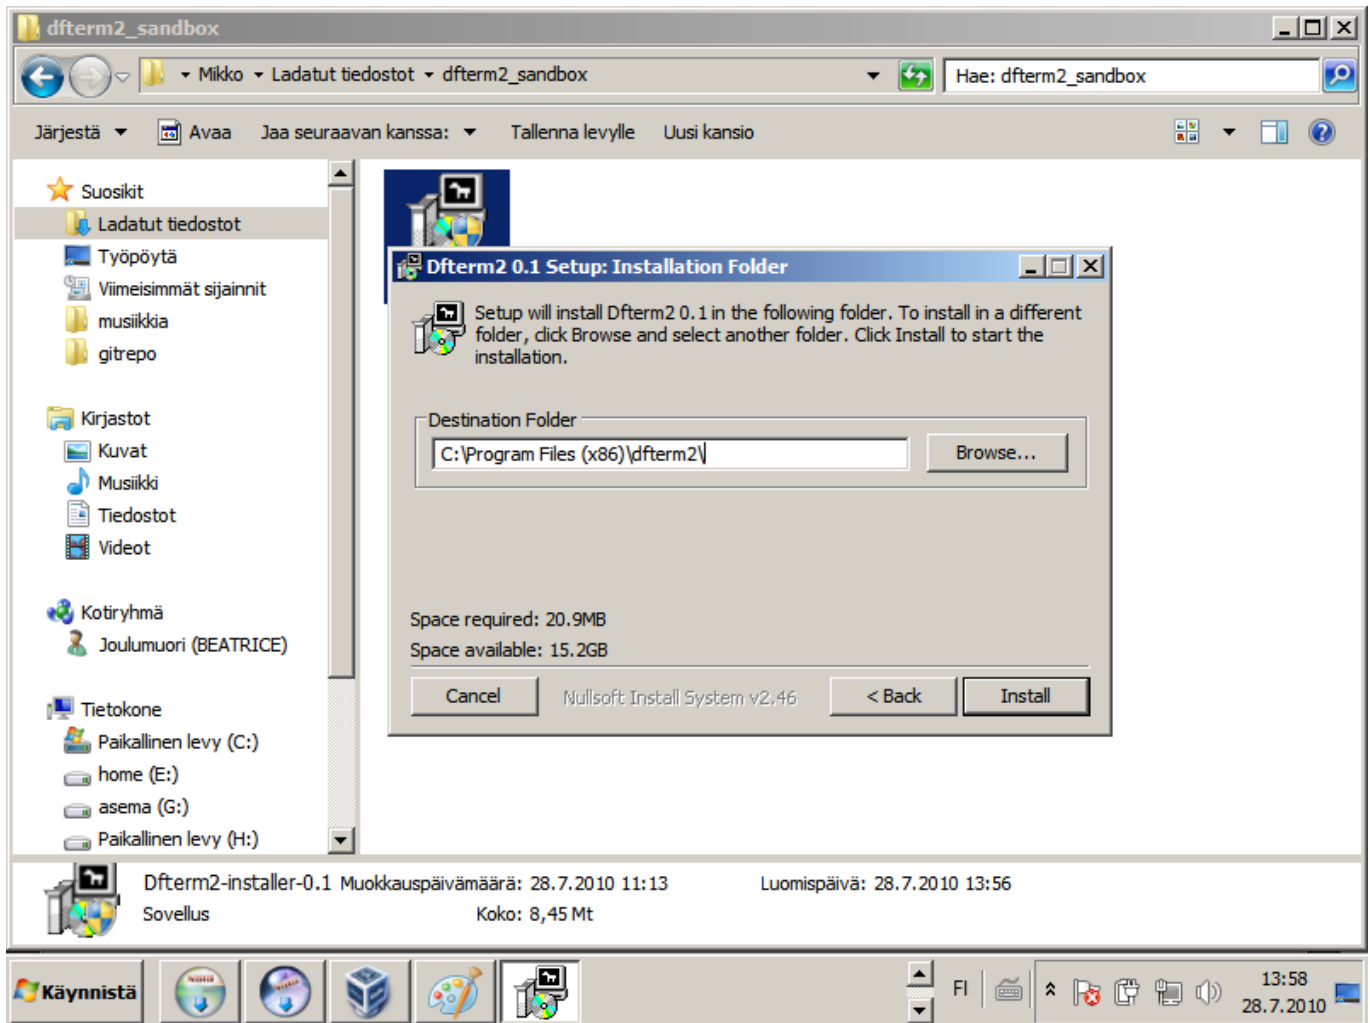 dfterm2_sandbox
Mikko Ladatut tiedostot dfterm2_sandbox
Hae: dfterm2_sandbox
Järjestä Avaa Jaa seuraavan kanssa: Tallenna levylle Uusi kansio
Suosikit
Ladatut tiedostot
Työpöytä
Viimeisimmät sijainnit
musiikkia
gitrepo
Kirjastot
Kuvat
Musiikki
Tiedostot
Videot
Kotiryhmä
Joulumuori (BEATRICE)
Tietokone
Paikallinen levy (C:)
home (E:)
asema (G:)
Paikallinen levy (H:)
Dfterm2 0.1 Setup: Installation Folder
Setup will install Dfterm2 0.1 in the following folder. To install in a different
folder, click Browse and select another folder. Click Install to start the
installation.
Destination Folder
C:\Program Files (x86)\dfterm2\
Browse...
Space required: 20.9MB
Space available: 15.2GB
Cancel Nullsoft Install System v2.46 < Back Install
Dfterm2-installer-0.1 Muokkauspäivämäärä: 28.7.2010 11:13 Luomispäivä: 28.7.2010 13:56
Sovellus Koko: 8,45 Mt
Käynnistä
FI
13:58
28.7.2010